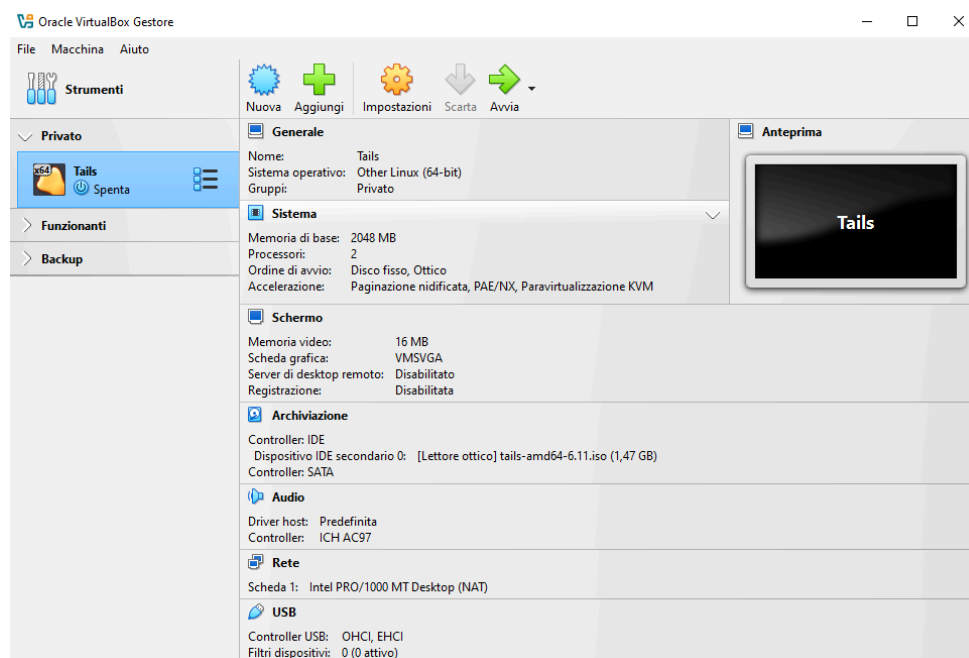 Oracle VirtualBox Gestore
File Macchina Aiuto
Strumenti
Nuova Aggiungi Impostazioni Scarta Avvia
Privato
x64 Tails
Spenta
Funzionanti
Backup
Generale
Nome: Tails
Sistema operativo: Other Linux (64-bit)
Gruppi: Privato
Sistema
Memoria di base: 2048 MB
Processori: 2
Ordine di avvio: Disco fisso, Ottico
Accelerazione: Paginazione nidificata, PAE/NX, Paravirtualizzazione KVM
Anteprima
Tails
Schermo
Memoria video: 16 MB
Scheda grafica: VMSVGA
Server di desktop remoto: Disabilitato
Registrazione: Disabilitata
Archiviazione
Controller: IDE
Dispositivo IDE secondario 0: [Lettore ottico] tails-amd64-6.11.iso (1,47 GB)
Controller: SATA
Audio
Driver host: Predefinita
Controller: ICH AC97
Rete
Scheda 1: Intel PRO/1000 MT Desktop (NAT)
USB
Controller USB: OHCI, EHCI
Filtri dispositivi: 0 (0 attivo)